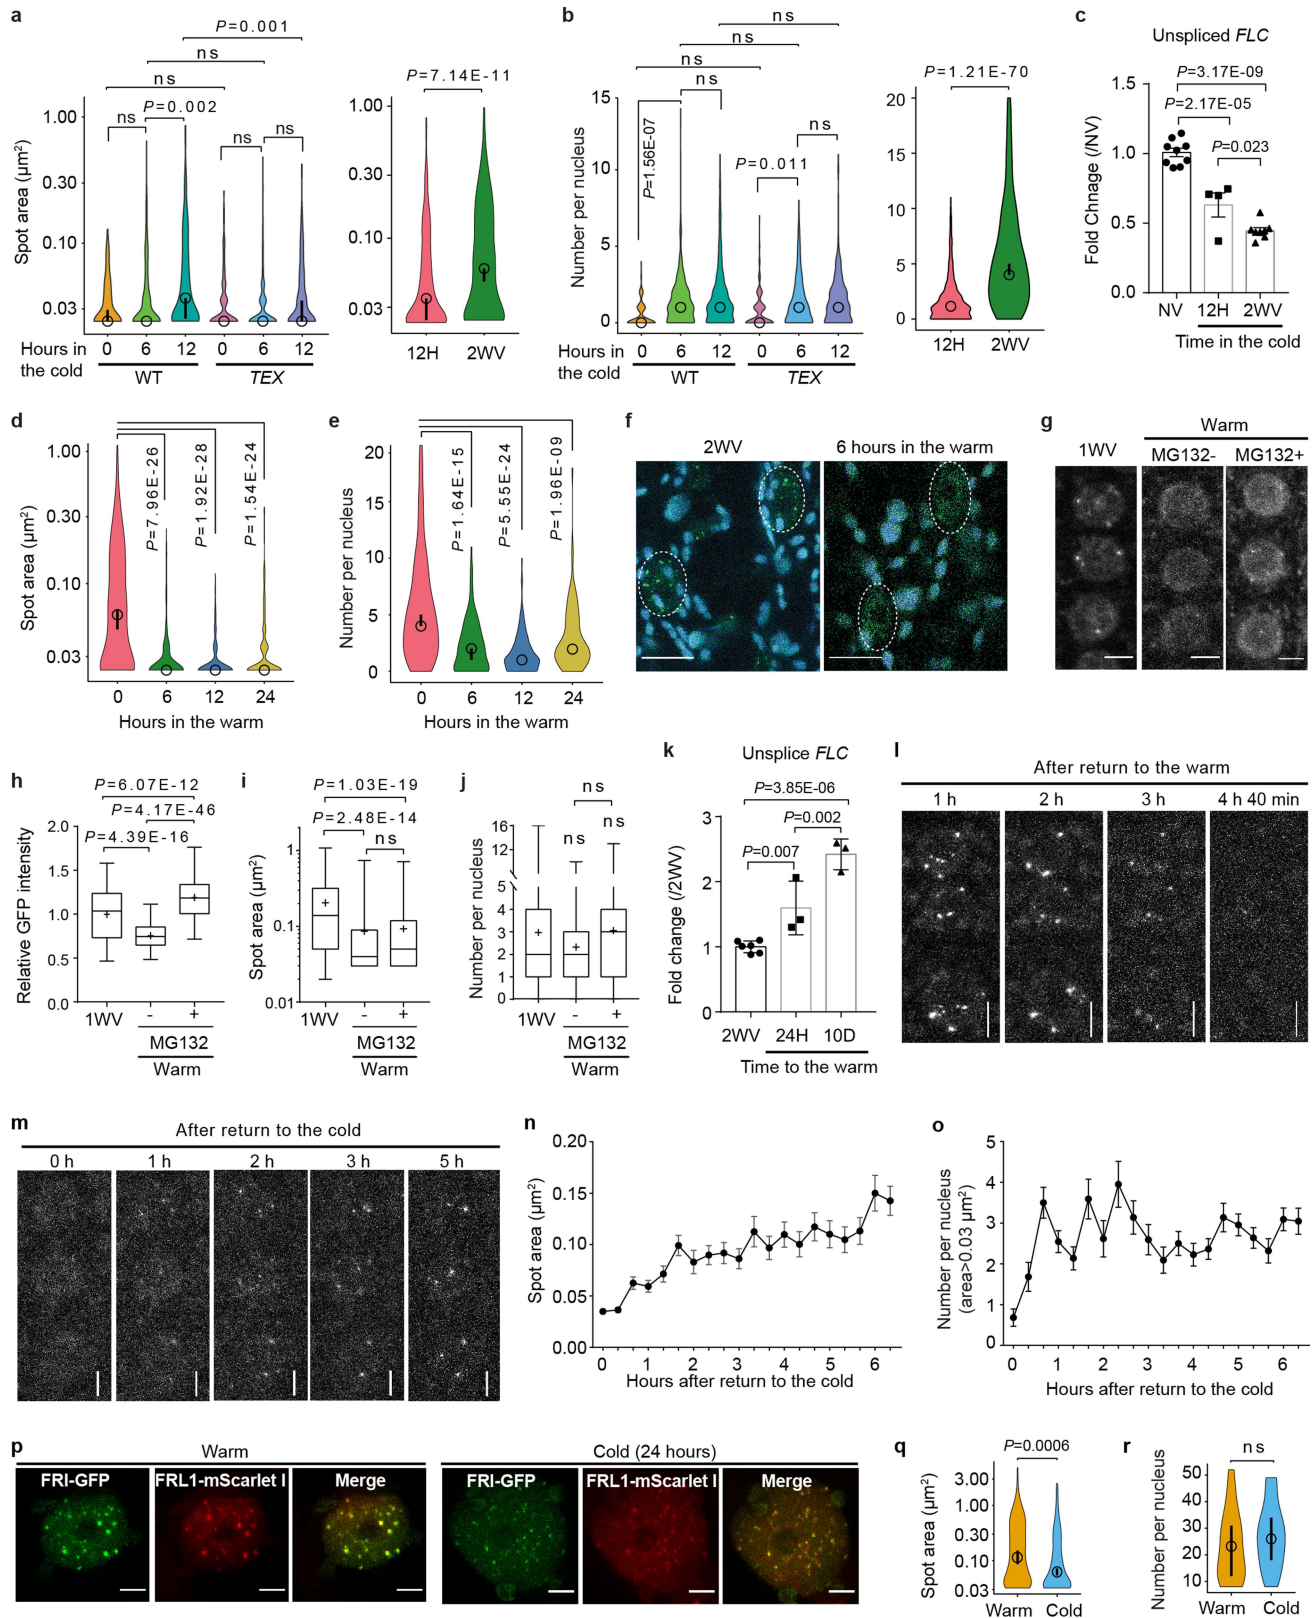 a
P=0.001
ns
ns
ns
P=0.002
ns
ns
P=7.14E-11
Spot area (µm²)
1.00
0.30
0.10
0.03
1.00
0.30
0.10
0.03
Hours in the cold
0 6 12 0 6 12
WT TEX
12H 2WV
b
ns
ns
ns
ns
ns
P=1.56E-07
P=0.011
P=1.21E-70
Number per nucleus
15
10
5
0
20
15
10
5
0
Hours in the cold
0 6 12 0 6 12
WT TEX
12H 2WV
c
Unspliced FLC
P=3.17E-09
P=2.17E-05
P=0.023
Fold Chnage (/NV)
1.5
1.0
0.5
0.0
NV 12H 2WV
Time in the cold
d
Spot area (µm²)
1.00
0.30
0.10
0.03
P=7.96E-26
P=1.92E-28
P=1.54E-24
0 6 12 24
Hours in the warm
e
Number per nucleus
20
15
10
5
0
P=1.64E-15
P=5.55E-24
P=1.96E-09
0 6 12 24
Hours in the warm
f
2WV 6 hours in the warm
g
Warm
1WV MG132- MG132+
h
P=6.07E-12
P=4.17E-46
P=4.39E-16
Relative GFP intensity
2.0
1.5
1.0
0.5
0.0
1WV - +
MG132
Warm
i
P=1.03E-19
P=2.48E-14
ns
Spot area (µm²)
1
0.1
0.01
1WV - +
MG132
Warm
j
ns
ns
ns
Number per nucleus
16
12
5
4
3
2
1
0
1WV - +
MG132
Warm
k
Unsplice FLC
P=3.85E-06
P=0.002
P=0.007
Fold change (/2WV)
3
2
1
0
2WV 24H 10D
Time to the warm
l
After return to the warm
1 h 2 h 3 h 4 h 40 min
m
After return to the cold
0 h 1 h 2 h 3 h 5 h
n
Spot area (µm²)
0.20
0.15
0.10
0.05
0.00
0 1 2 3 4 5 6
Hours after return to the cold
o
Number per nucleus
(area>0.03 µm²)
5
4
3
2
1
0
0 1 2 3 4 5 6
Hours after return to the cold
p
Warm Cold (24 hours)
FRI-GFP FRL1-mScarlet I Merge FRI-GFP FRL1-mScarlet I Merge
q
P=0.0006
Spot area (µm²)
3.00
1.00
0.30
0.10
0.03
Warm Cold
r
ns
Number per nucleus
50
40
30
20
10
Warm Cold